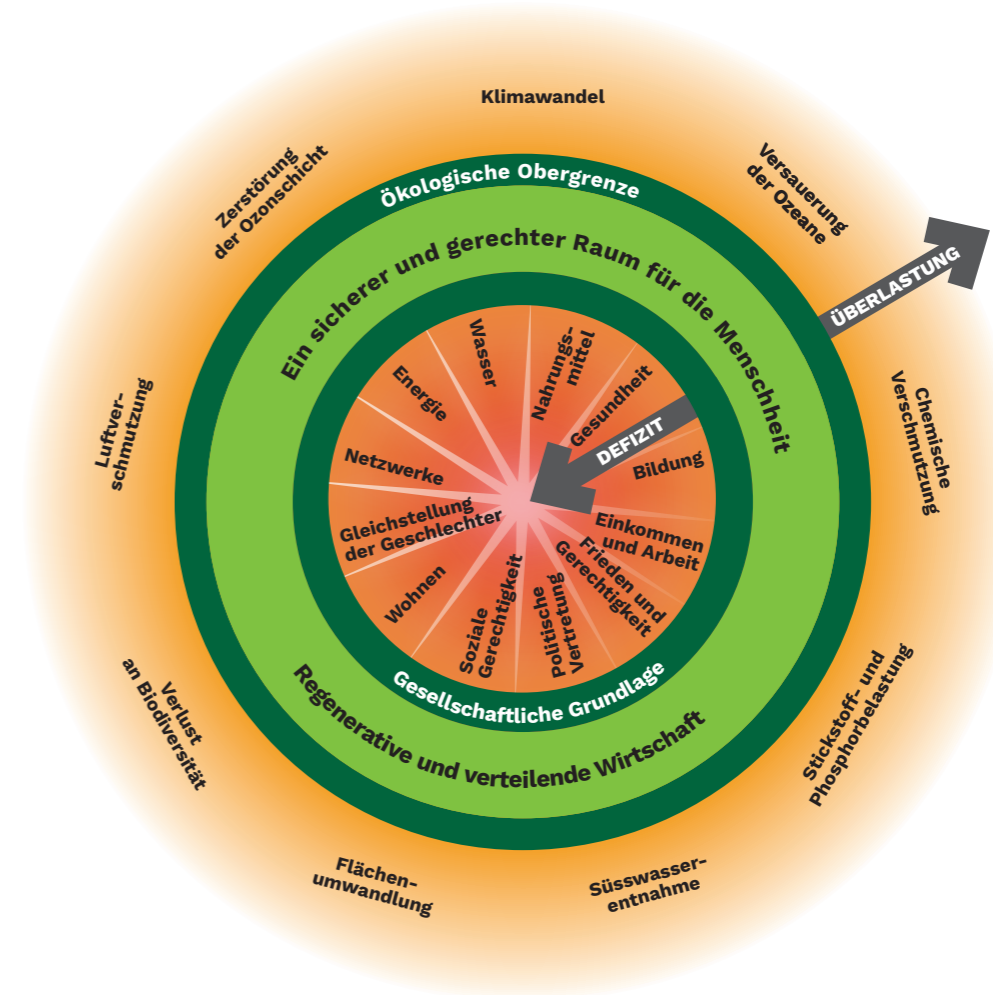 Klimawandel
Versauerung
der Ozeane
ÜBERLASTUNG
Chemische
Verschmutzung
Stickstoff- und
Phosphorbelastung
Süsswasser-
entnahme
Flächen-
umwandlung
Verlust
an Biodiversität
Luftver-
schmutzung
Zerstörung
der Ozonschicht
Ökologische Obergrenze
Ein sicherer und gerechter Raum für die Menschheit
Nahrungs-
mittel
Gesundheit
DEFIZIT
Bildung
Einkommen
und Arbeit
Frieden und
Gerechtigkeit
Politische
Vertretung
Soziale
Gerechtigkeit
Wohnen
Gleichstellung
der Geschlechter
Netzwerke
Energie
Wasser
Gesellschaftliche Grundlage
Regenerative und verteilende Wirtschaft